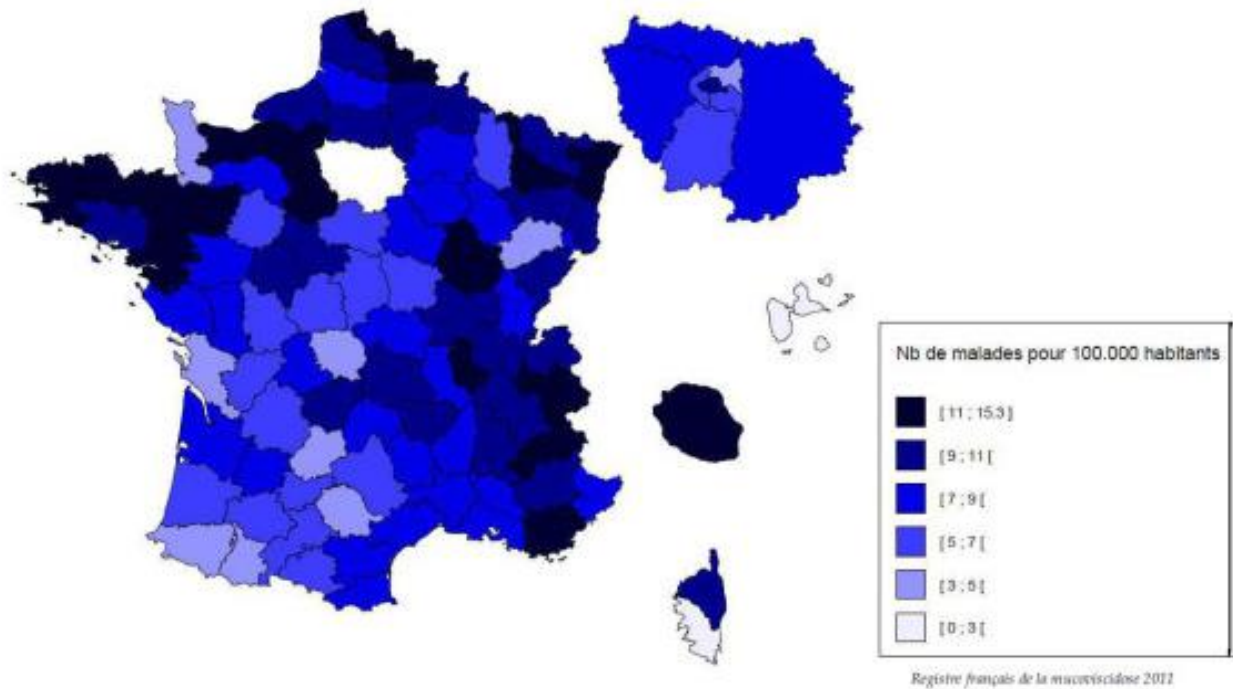 Nb de malades pour 100.000 habitants
[ 11 ; 15.3 ]
[ 9 ; 11 [
[ 7 ; 9 [
[ 5 ; 7 [
[ 3 ; 5 [
[ 0 ; 3 [
Registre français de la mucoviscidose 2011